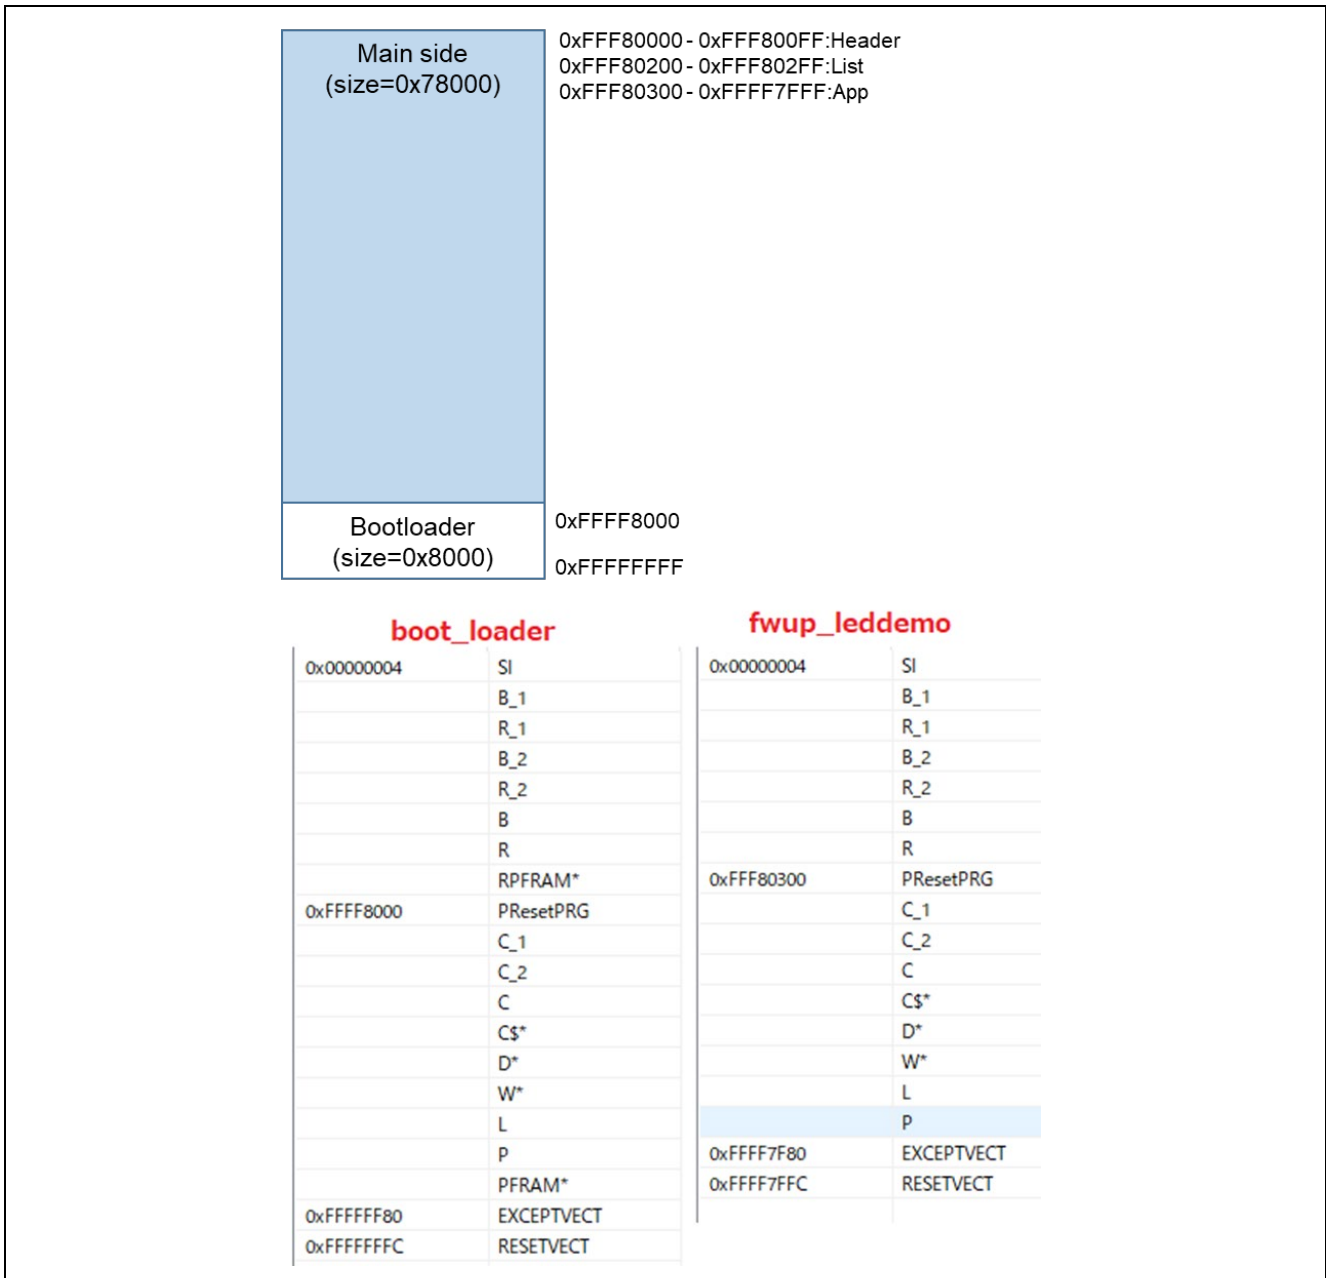 Main side
(size=0x78000)
0xFFF80000 - 0xFFF800FF:Header
0xFFF80200 - 0xFFF802FF:List
0xFFF80300 - 0xFFFF7FFF:App
Bootloader
(size=0x8000)
0xFFFF8000
0xFFFFFFFF
boot_loader
0x00000004 SI
B_1
R_1
B_2
R_2
B
R
RPFRAM*
0xFFFF8000 PResetPRG
C_1
C_2
C
C$*
D*
W*
L
P
PFRAM*
0xFFFFFF80 EXCEPTVECT
0xFFFFFFFC RESETVECT
fwup_leddemo
0x00000004 SI
B_1
R_1
B_2
R_2
B
R
0xFFF80300 PResetPRG
C_1
C_2
C
C$*
D*
W*
L
P
0xFFFF7F80 EXCEPTVECT
0xFFFF7FFC RESETVECT